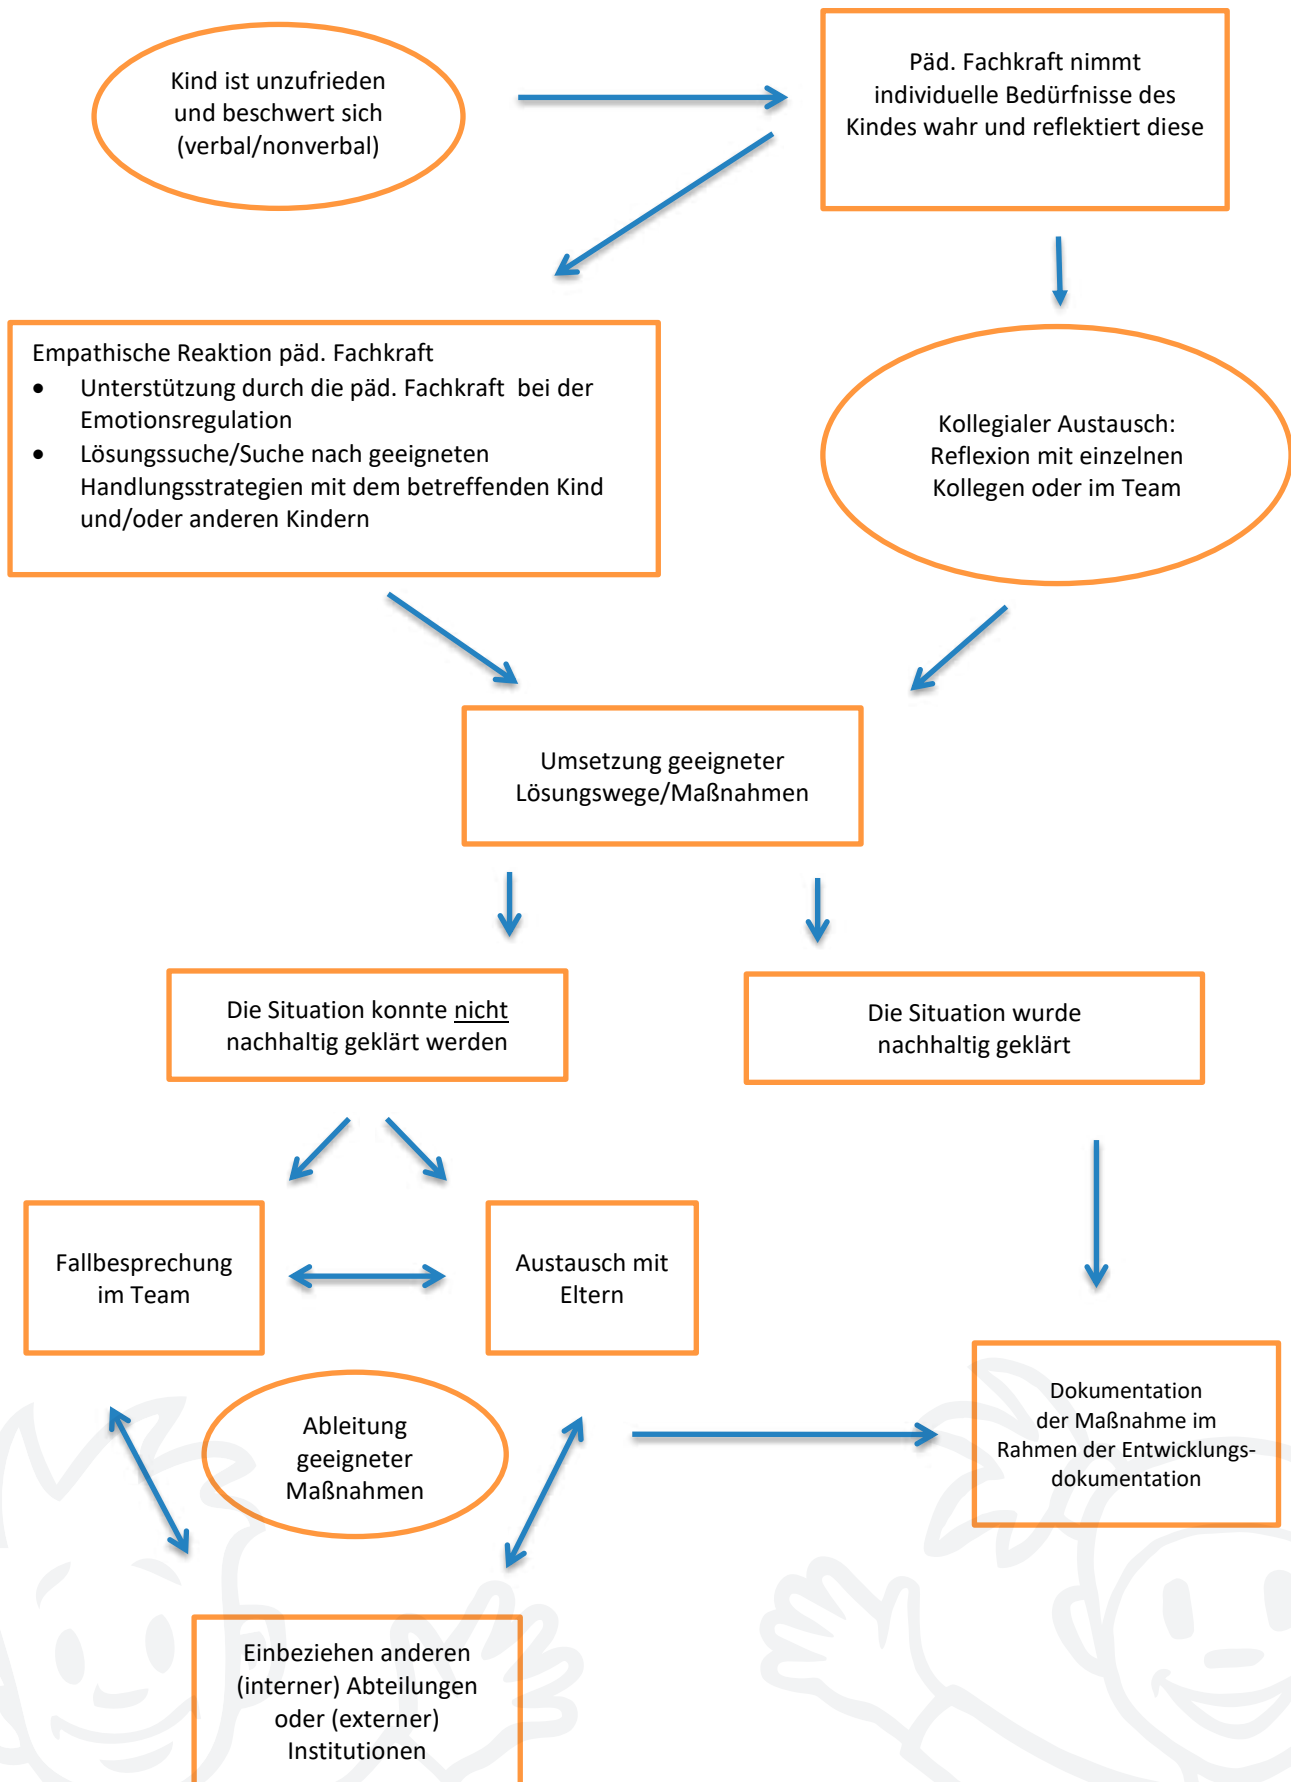 Kind ist unzufrieden
und beschwert sich
(verbal/nonverbal)
Päd. Fachkraft nimmt
individuelle Bedürfnisse des
Kindes wahr und reflektiert diese
Empathische Reaktion päd. Fachkraft
• Unterstützung durch die päd. Fachkraft bei der
Emotionsregulation
• Lösungssuche/Suche nach geeigneten
Handlungsstrategien mit dem betreffenden Kind
und/oder anderen Kindern
Kollegialer Austausch:
Reflexion mit einzelnen
Kollegen oder im Team
Umsetzung geeigneter
Lösungswege/Maßnahmen
Die Situation konnte nicht
nachhaltig geklärt werden
Die Situation wurde
nachhaltig geklärt
Fallbesprechung
im Team
Austausch mit
Eltern
Ableitung
geeigneter
Maßnahmen
Dokumentation
der Maßnahme im
Rahmen der Entwicklungs-
dokumentation
Einbeziehen anderen
(interner) Abteilungen
oder (externer)
Institutionen